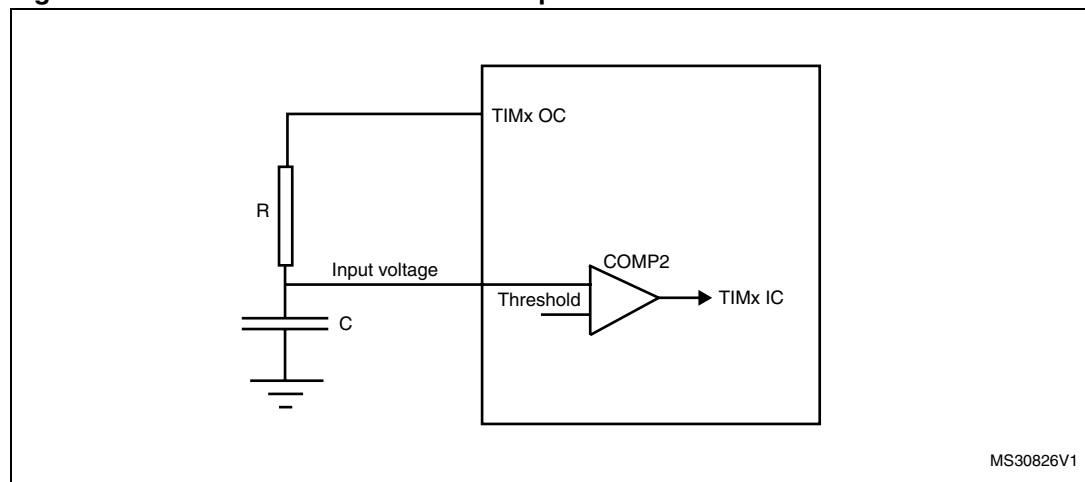 TIMx OC
R
COMP2
Input voltage
Threshold
TIMx IC
C
MS30826V1